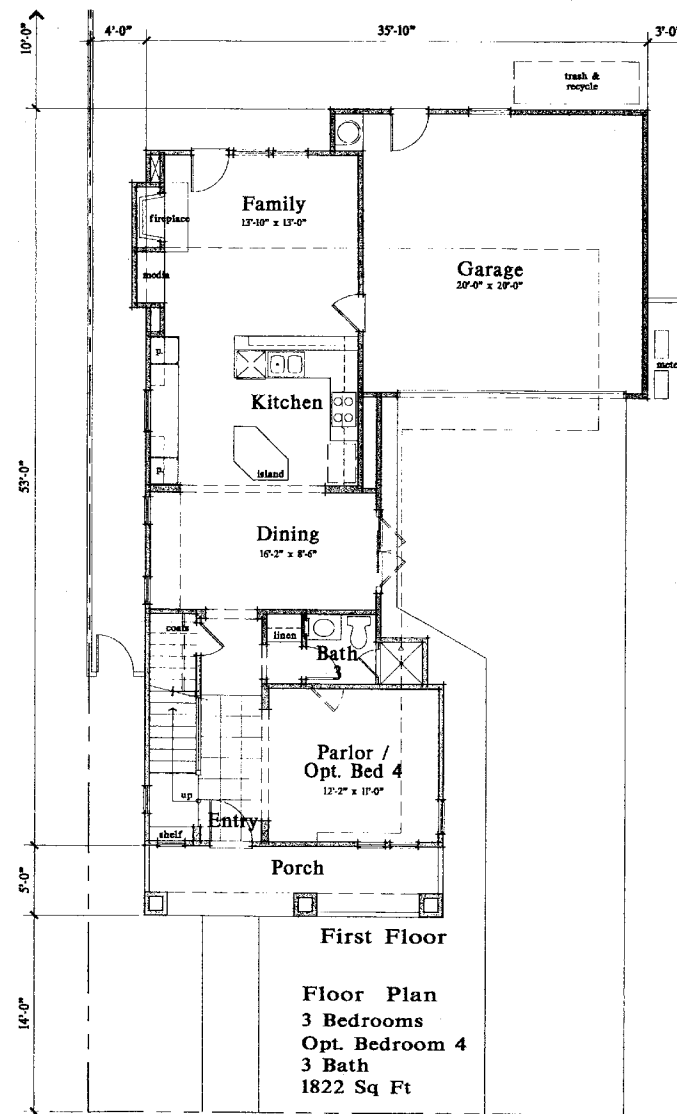 10'-0"
4'-0"
35'-10"
3'-0
trash &
recycle
Family
13'-10" x 13'-0"
fireplace
Garage
20'-0" x 20'-0"
media
mete
p.
Kitchen
53'-0"
p.
island
Dining
16'-2" x 8'-6"
coats
linen
Bath
3
Parlor /
Opt. Bed 4
12'-2" x 11'-0"
up
Entry
shelf
Porch
5'-0"
First Floor
14'-0"
Floor Plan
3 Bedrooms
Opt. Bedroom 4
3 Bath
1822 Sq Ft